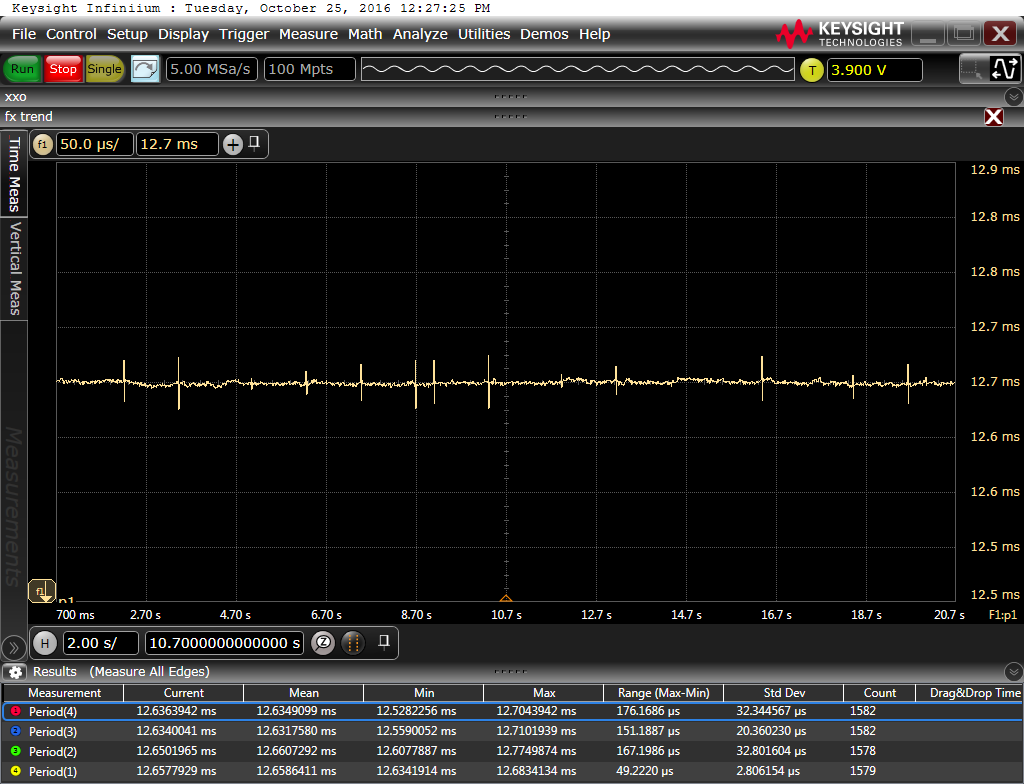 Keysight Infiniium : Tuesday, October 25, 2016 12:27:25 PM
File Control Setup Display Trigger Measure Math Analyze Utilities Demos Help
KEYSIGHT
TECHNOLOGIES
Run Stop Single 5.00 MSa/s 100 Mpts T 3.900 V
xxo
fx trend
Time Meas
Vertical Meas
Measurements
f1 50.0 µs/ 12.7 ms
12.9 ms
12.8 ms
12.8 ms
12.7 ms
12.7 ms
12.6 ms
12.6 ms
12.5 ms
12.5 ms
f1
p1
700 ms 2.70 s 4.70 s 6.70 s 8.70 s 10.7 s 12.7 s 14.7 s 16.7 s 18.7 s 20.7 s F1:p1
H 2.00 s/ 10.7000000000000 s Z
Results (Measure All Edges)
Measurement Current Mean Min Max Range (Max-Min) Std Dev Count Drag&Drop Time
1 Period(4) 12.6363942 ms 12.6349099 ms 12.5282256 ms 12.7043942 ms 176.1686 µs 32.344567 µs 1582
2 Period(3) 12.6340041 ms 12.6317580 ms 12.5590052 ms 12.7101939 ms 151.1887 µs 20.360230 µs 1582
3 Period(2) 12.6501965 ms 12.6607292 ms 12.6077887 ms 12.7749874 ms 167.1986 µs 32.801604 µs 1578
4 Period(1) 12.6577929 ms 12.6586411 ms 12.6341914 ms 12.6834134 ms 49.2220 µs 2.806154 µs 1579